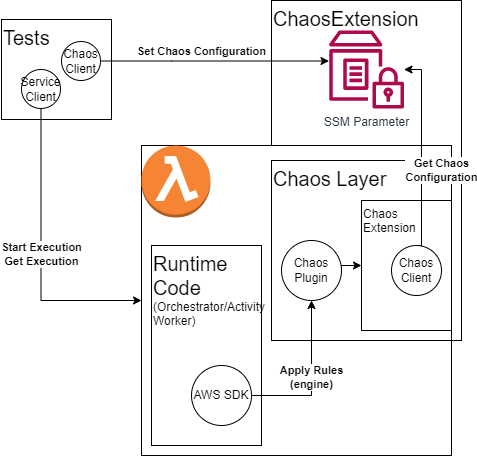 Tests
Chaos
Client
Service
Client
Set Chaos Configuration
ChaosExtension
SSM Parameter
Get Chaos
Configuration
Chaos Layer
Chaos
Extension
Chaos
Plugin
Chaos
Client
Start Execution
Get Execution
Runtime
Code
(Orchestrator/Activity
Worker)
Apply Rules
(engine)
AWS SDK